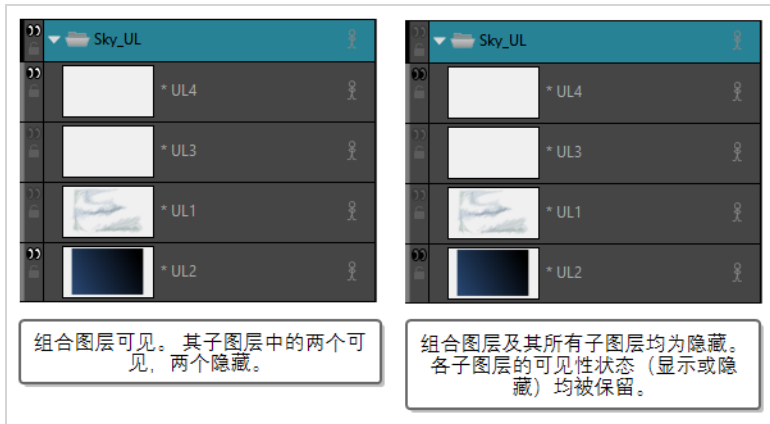 Sky_UL
* UL4
* UL3
* UL1
* UL2
组合图层可见。 其子图层中的两个可
见，两个隐藏。
Sky_UL
* UL4
* UL3
* UL1
* UL2
组合图层及其所有子图层均为隐藏。
各子图层的可见性状态（显示或隐
藏）均被保留。